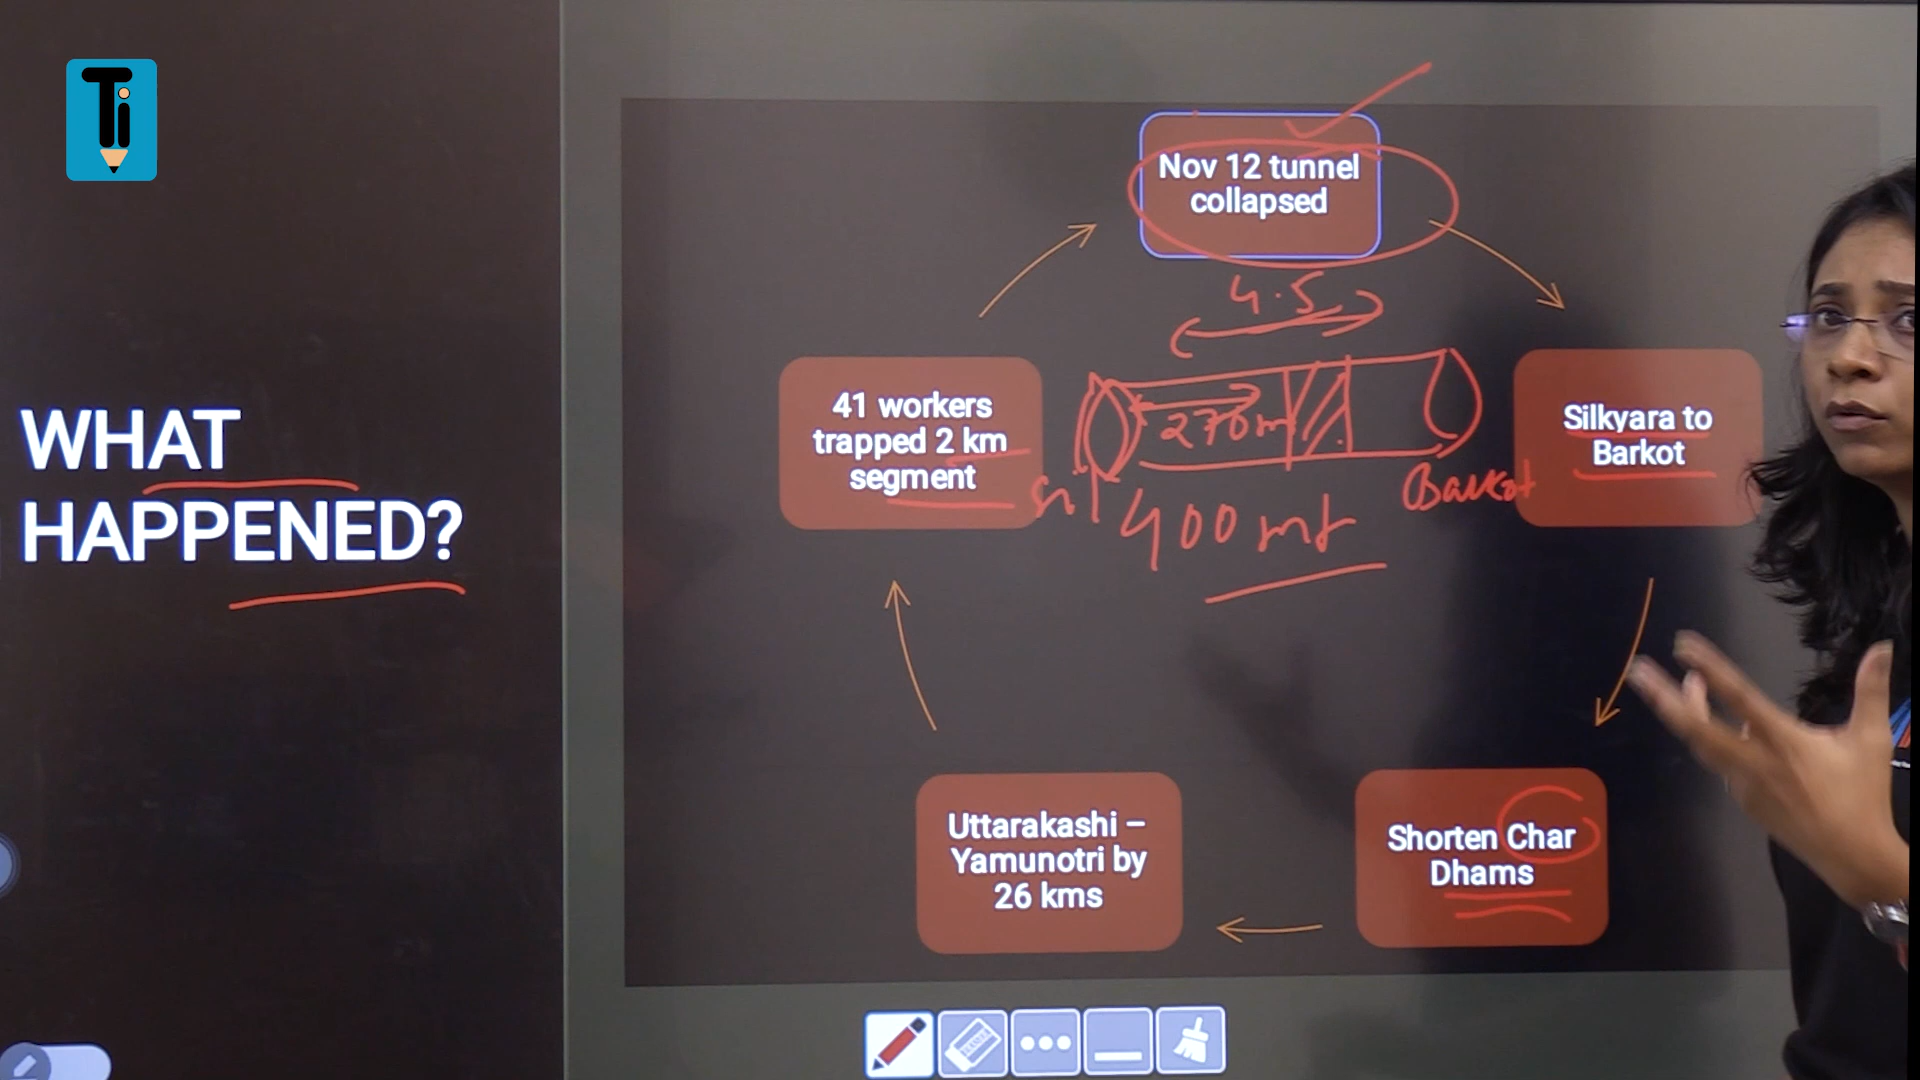 Ti
WHAT
HAPPENED?
Nov 12 tunnel
collapsed
4.5
41 workers
trapped 2 km
segment
270m
Sil
Barkot
400 mt
Silkyara to
Barkot
Uttarakashi –
Yamunotri by
26 kms
Shorten Char
Dhams